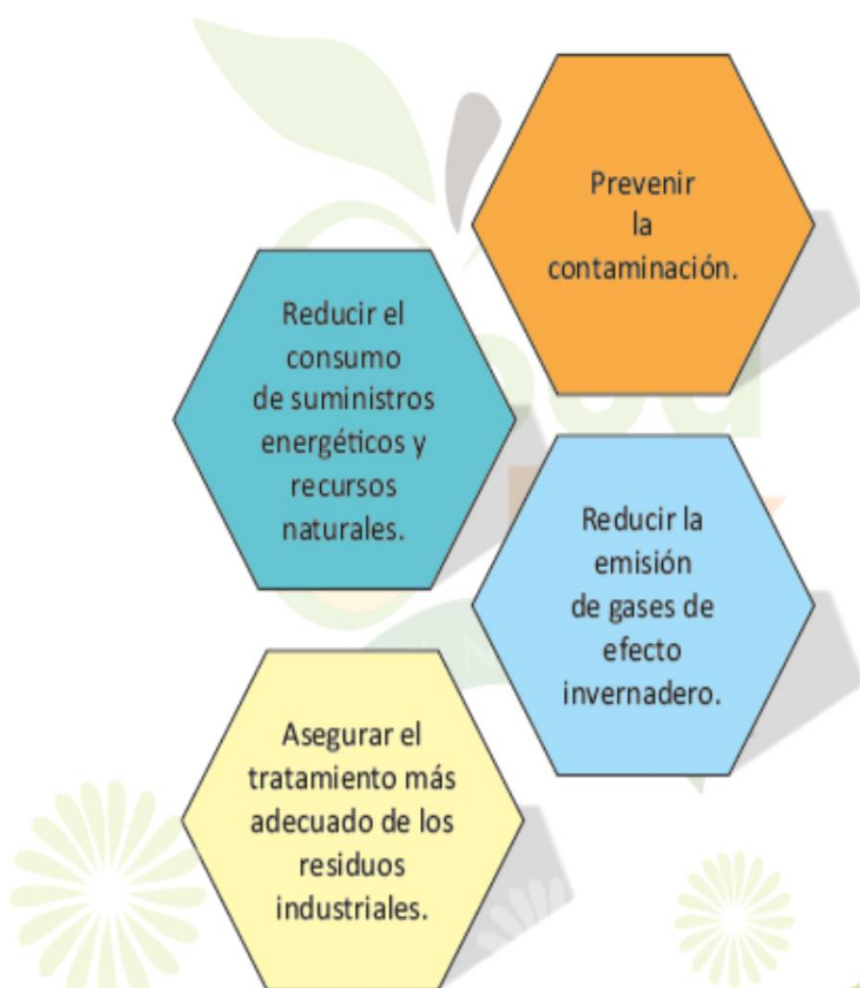 Prevenir
la
contaminación.
Reducir el
consumo
de suministros
energéticos y
recursos
naturales.
Reducir la
emisión
de gases de
efecto
invernadero.
Asegurar el
tratamiento más
adecuado de los
residuos
industriales.